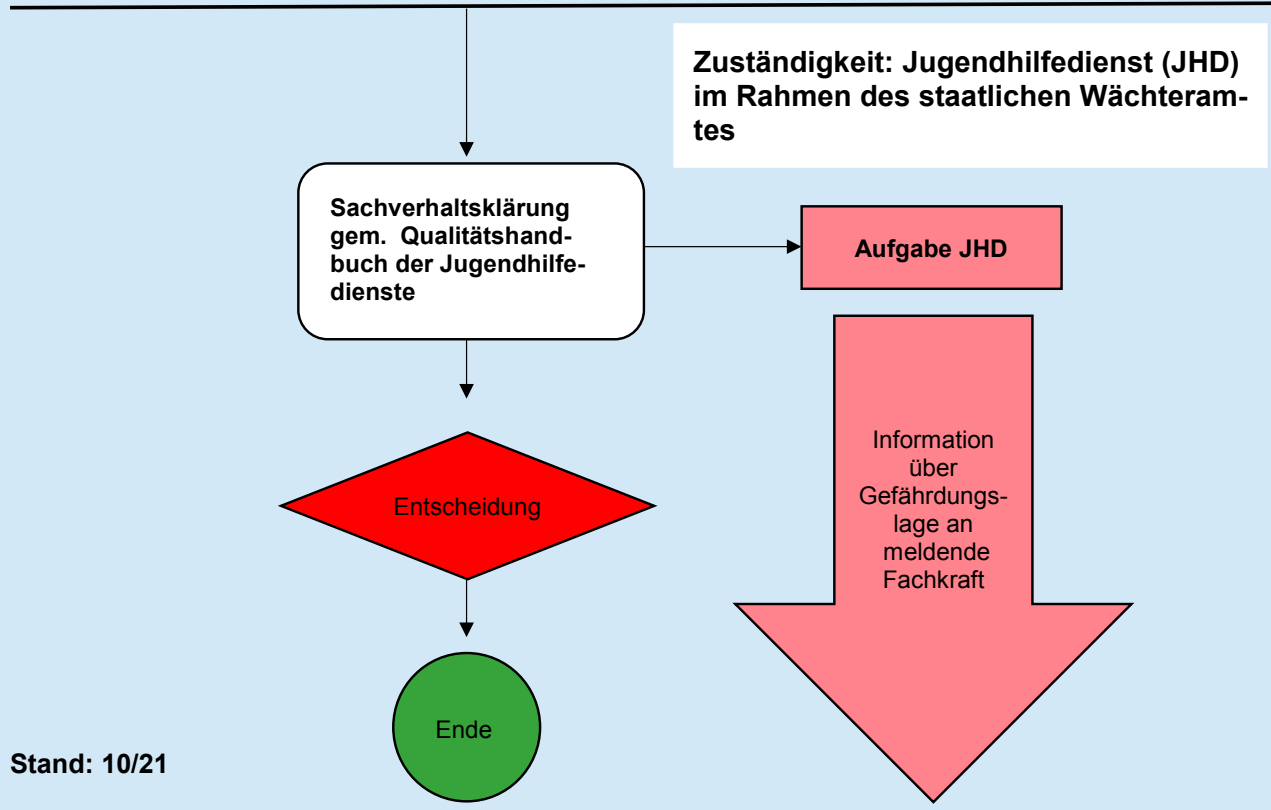 Zuständigkeit: Jugendhilfedienst (JHD)
im Rahmen des staatlichen Wächteram-
tes
Sachverhaltsklärung
gem. Qualitätshand-
buch der Jugendhilfe-
dienste
Aufgabe JHD
Information
über
Gefährdungs-
lage an
meldende
Fachkraft
Entscheidung
Ende
Stand: 10/21